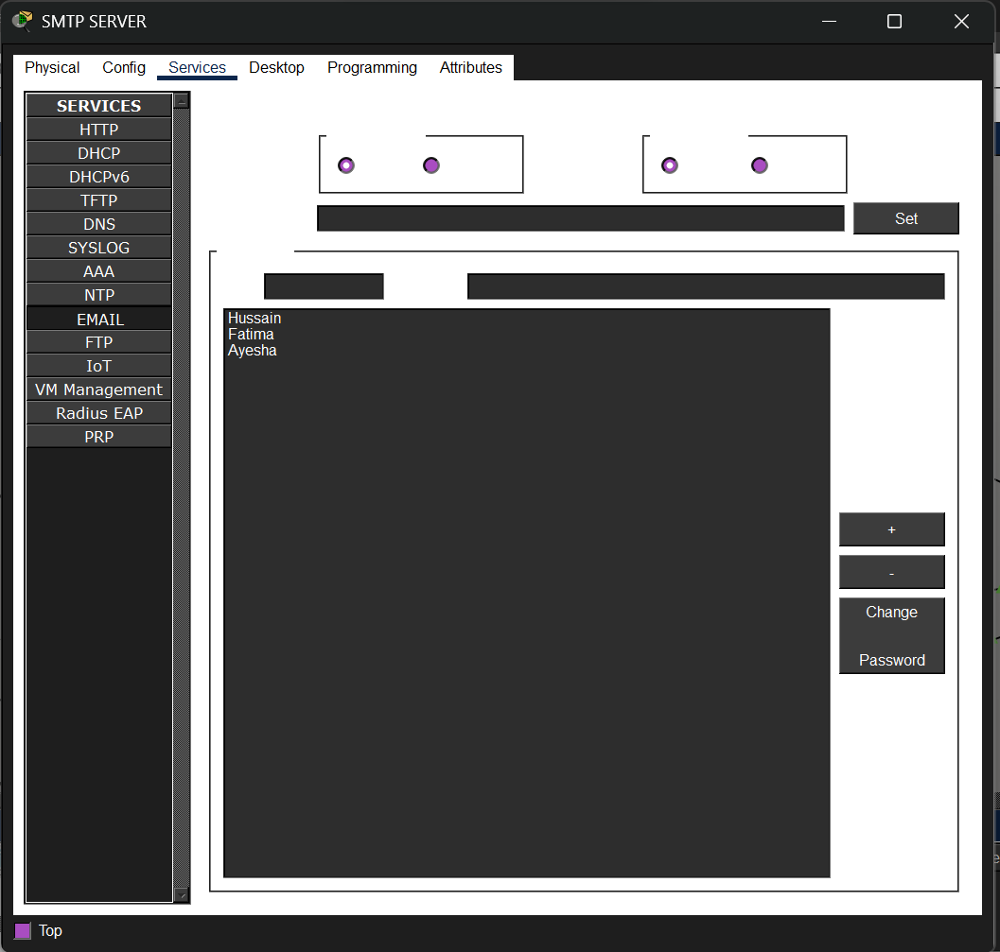 SMTP SERVER
Physical Config Services Desktop Programming Attributes
SERVICES
HTTP
DHCP
DHCPv6
TFTP
DNS
SYSLOG
AAA
NTP
EMAIL
FTP
IoT
VM Management
Radius EAP
PRP
Set
Hussain
Fatima
Ayesha
+
-
Change
Password
Top